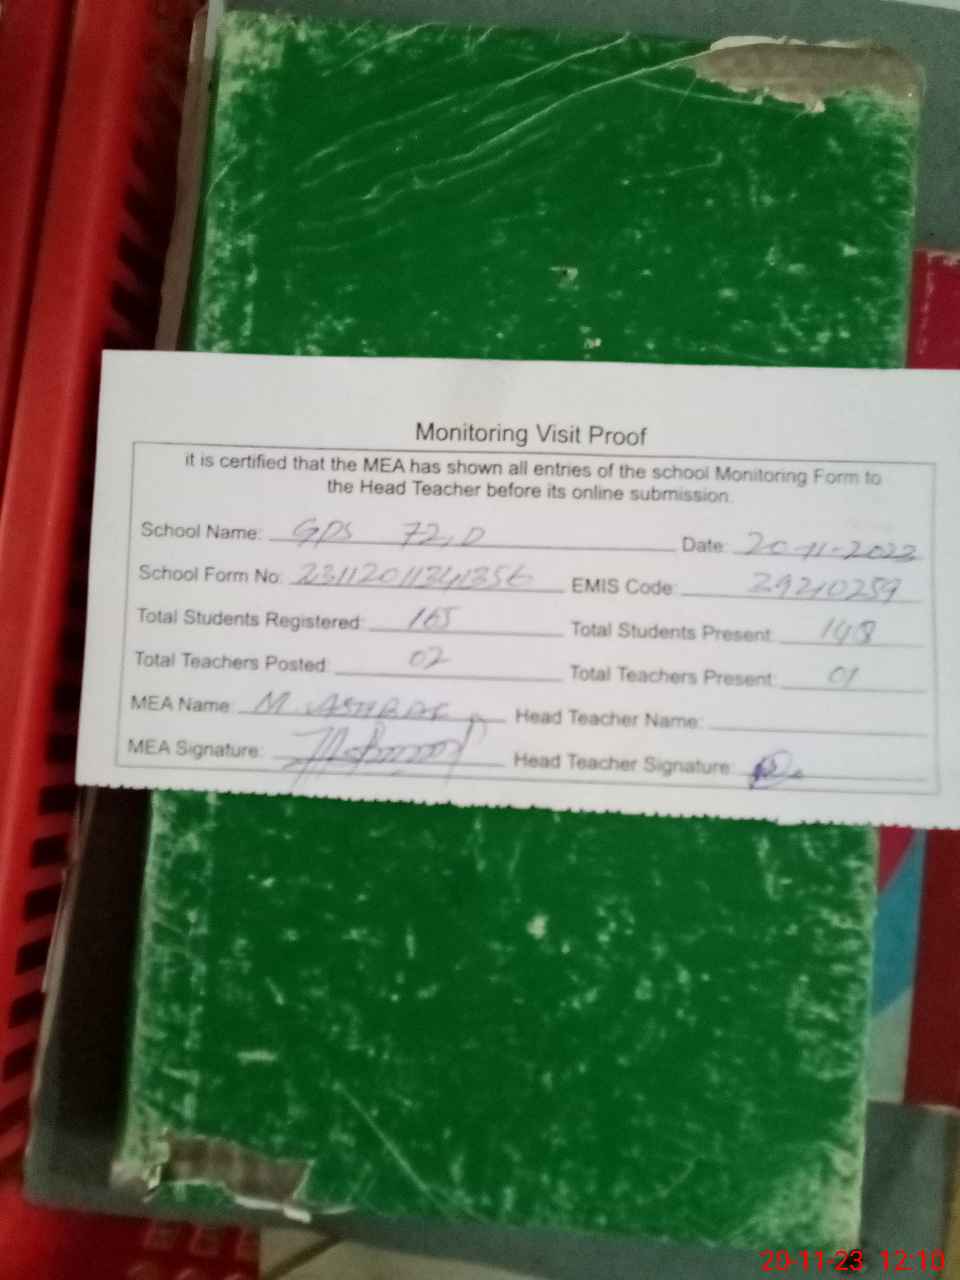 Monitoring Visit Proof
it is certified that the MEA has shown all entries of the school Monitoring Form to
the Head Teacher before its online submission.
School Name: GPS 72,D Date: 20-11-2023
School Form No: 23112011341356 EMIS Code:
Total Students Registered: 165 Total Students Present: 148
Total Teachers Posted: 02 Total Teachers Present: 01
MEA Name: M. ASHRAF Head Teacher Name:
MEA Signature: Head Teacher Signature:
20-11-23 12:10